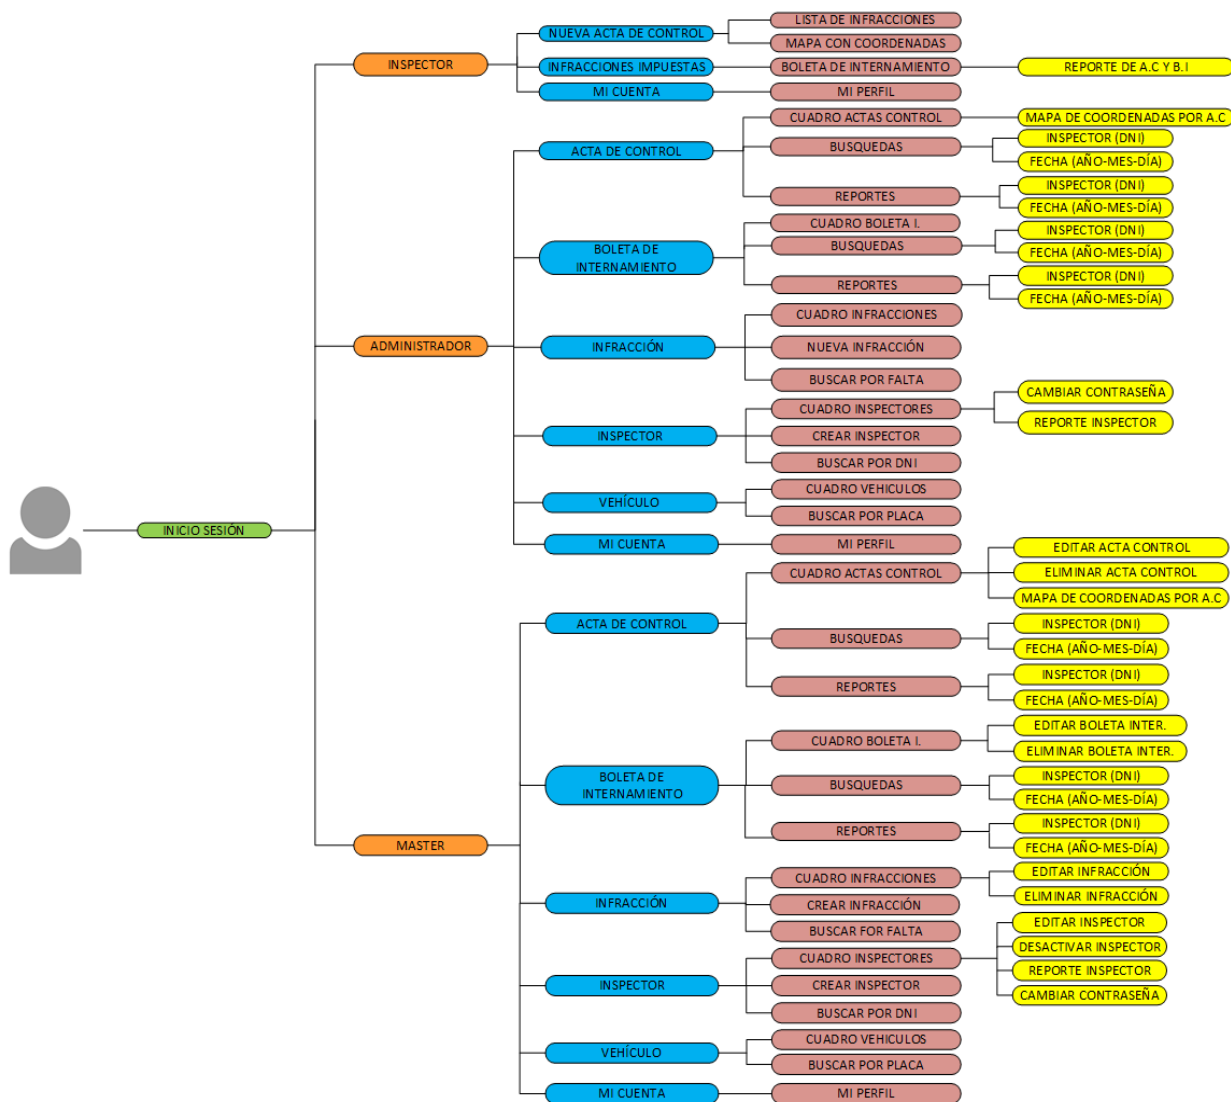 INICIO SESIÓN
INSPECTOR
NUEVA ACTA DE CONTROL
LISTA DE INFRACCIONES
MAPA CON COORDENADAS
INFRACCIONES IMPUESTAS
BOLETA DE INTERNAMIENTO
REPORTE DE A.C Y B.I
MI CUENTA
MI PERFIL
ADMINISTRADOR
ACTA DE CONTROL
CUADRO ACTAS CONTROL
MAPA DE COORDENADAS POR A.C
BUSQUEDAS
INSPECTOR (DNI)
FECHA (AÑO-MES-DÍA)
REPORTES
INSPECTOR (DNI)
FECHA (AÑO-MES-DÍA)
BOLETA DE
INTERNAMIENTO
CUADRO BOLETA I.
BUSQUEDAS
INSPECTOR (DNI)
FECHA (AÑO-MES-DÍA)
REPORTES
INSPECTOR (DNI)
FECHA (AÑO-MES-DÍA)
INFRACCIÓN
CUADRO INFRACCIONES
NUEVA INFRACCIÓN
BUSCAR POR FALTA
INSPECTOR
CUADRO INSPECTORES
CAMBIAR CONTRASEÑA
REPORTE INSPECTOR
CREAR INSPECTOR
BUSCAR POR DNI
VEHÍCULO
CUADRO VEHICULOS
BUSCAR POR PLACA
MI CUENTA
MI PERFIL
MASTER
ACTA DE CONTROL
CUADRO ACTAS CONTROL
EDITAR ACTA CONTROL
ELIMINAR ACTA CONTROL
MAPA DE COORDENADAS POR A.C
BUSQUEDAS
INSPECTOR (DNI)
FECHA (AÑO-MES-DÍA)
REPORTES
INSPECTOR (DNI)
FECHA (AÑO-MES-DÍA)
BOLETA DE
INTERNAMIENTO
CUADRO BOLETA I.
EDITAR BOLETA INTER.
ELIMINAR BOLETA INTER.
BUSQUEDAS
INSPECTOR (DNI)
FECHA (AÑO-MES-DÍA)
REPORTES
INSPECTOR (DNI)
FECHA (AÑO-MES-DÍA)
INFRACCIÓN
CUADRO INFRACCIONES
EDITAR INFRACCIÓN
ELIMINAR INFRACCIÓN
CREAR INFRACCIÓN
BUSCAR FOR FALTA
INSPECTOR
CUADRO INSPECTORES
EDITAR INSPECTOR
DESACTIVAR INSPECTOR
REPORTE INSPECTOR
CAMBIAR CONTRASEÑA
CREAR INSPECTOR
BUSCAR POR DNI
VEHÍCULO
CUADRO VEHICULOS
BUSCAR POR PLACA
MI CUENTA
MI PERFIL